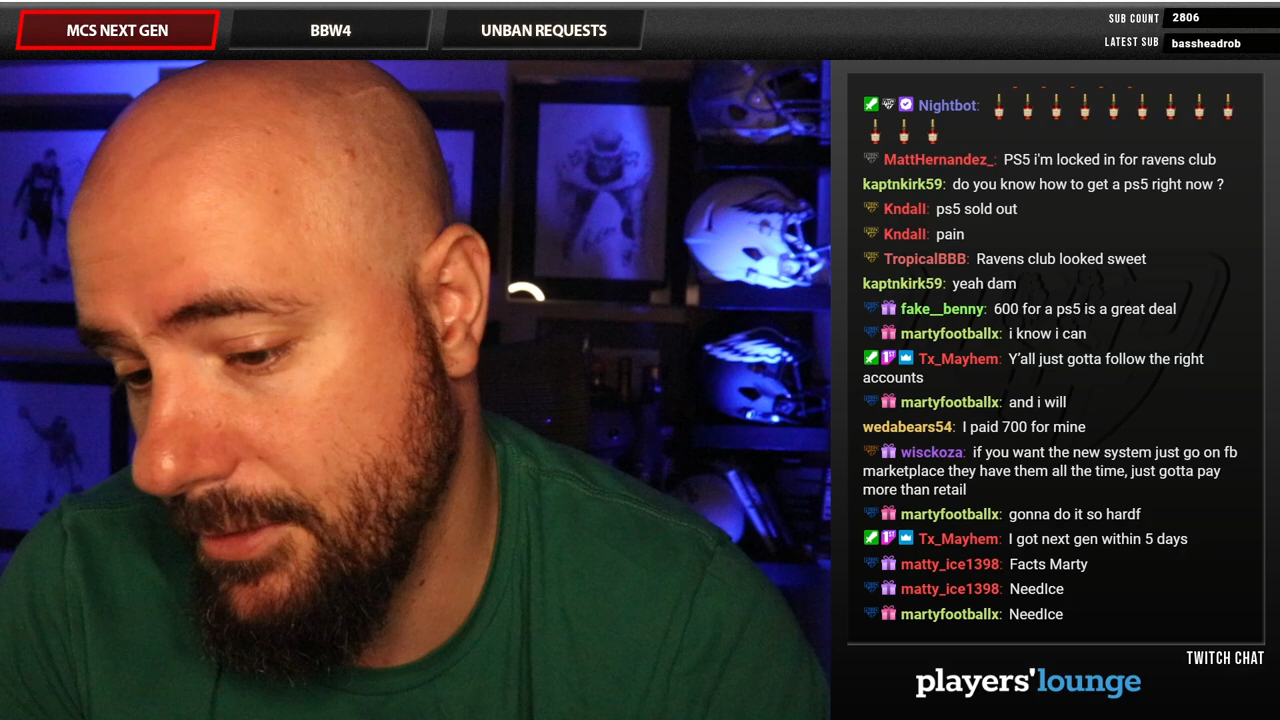 MCS NEXT GEN
BBW4
UNBAN REQUESTS
SUB COUNT 2806
LATEST SUB bassheadrob
Nightbot:
MattHernandez_: PS5 i'm locked in for ravens club
kaptnkirk59: do you know how to get a ps5 right now ?
Kndall: ps5 sold out
Kndall: pain
TropicalBBB: Ravens club looked sweet
kaptnkirk59: yeah dam
fake__benny: 600 for a ps5 is a great deal
martyfootballx: i know i can
Tx_Mayhem: Y'all just gotta follow the right
accounts
martyfootballx: and i will
wedabears54: I paid 700 for mine
wisckoza: if you want the new system just go on fb
marketplace they have them all the time, just gotta pay
more than retail
martyfootballx: gonna do it so hardf
Tx_Mayhem: I got next gen within 5 days
matty_ice1398: Facts Marty
matty_ice1398: NeedIce
martyfootballx: NeedIce
TWITCH CHAT
players'lounge